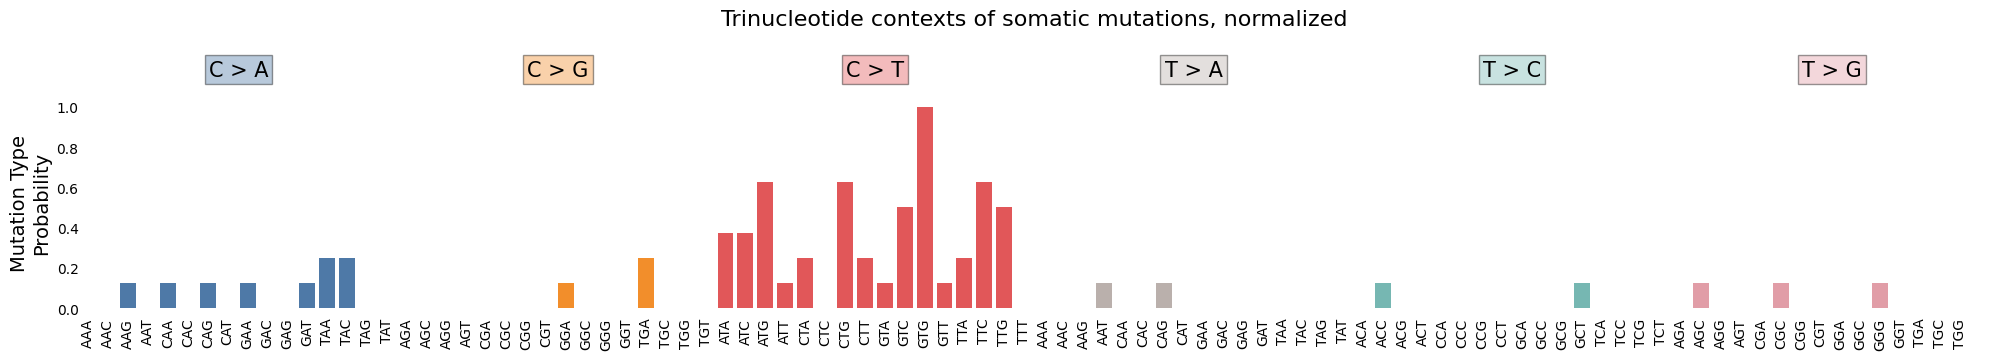 Trinucleotide contexts of somatic mutations, normalized
C > A C > G C > T T > A T > C T > G
Mutation Type
Probability
1.0
0.8
0.6
0.4
0.2
0.0
AAA AAC AAG AAT CAA CAC CAG CAT GAA GAC GAG GAT TAA TAC TAG TAT AGA AGC AGG AGT CGA CGC CGG CGT GGA GGC GGG GGT TGA TGC TGG TGT ATA ATC ATG ATT CTA CTC CTG CTT GTA GTC GTG GTT TTA TTC TTG TTT AAA AAC AAG AAT CAA CAC CAG CAT GAA GAC GAG GAT TAA TAC TAG TAT ACA ACC ACG ACT CCA CCC CCG CCT GCA GCC GCG GCT TCA TCC TCG TCT AGA AGC AGG AGT CGA CGC CGG CGT GGA GGC GGG GGT TGA TGC TGG